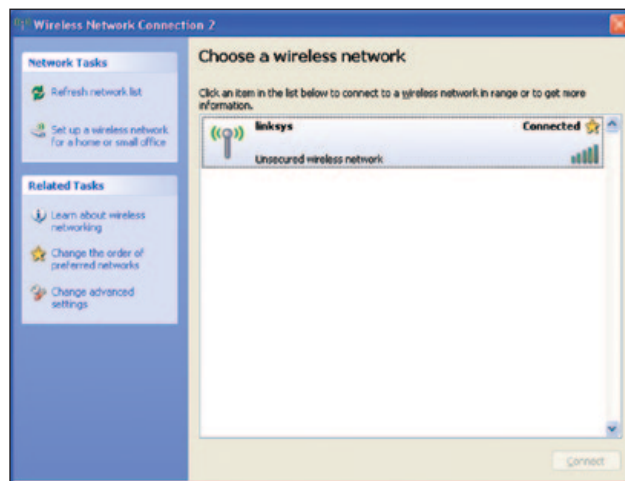 Wireless Network Connection 2
Network Tasks
Refresh network list
Set up a wireless network
for a home or small office
Related Tasks
Learn about wireless
networking
Change the order of
preferred networks
Change advanced
settings
Choose a wireless network
Click an item in the list below to connect to a wireless network in range or to get more
information.
linksys Connected
Unsecured wireless network
Connect